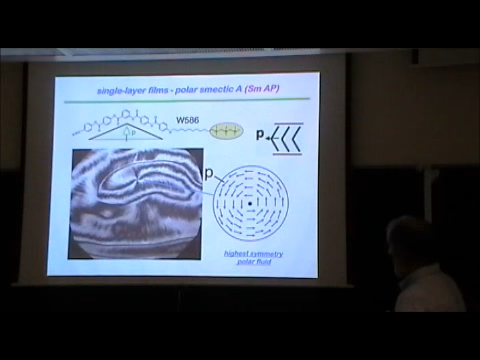 single-layer films - polar smectic A (Sm AP)
W586
p
p
p
highest symmetry
polar fluid